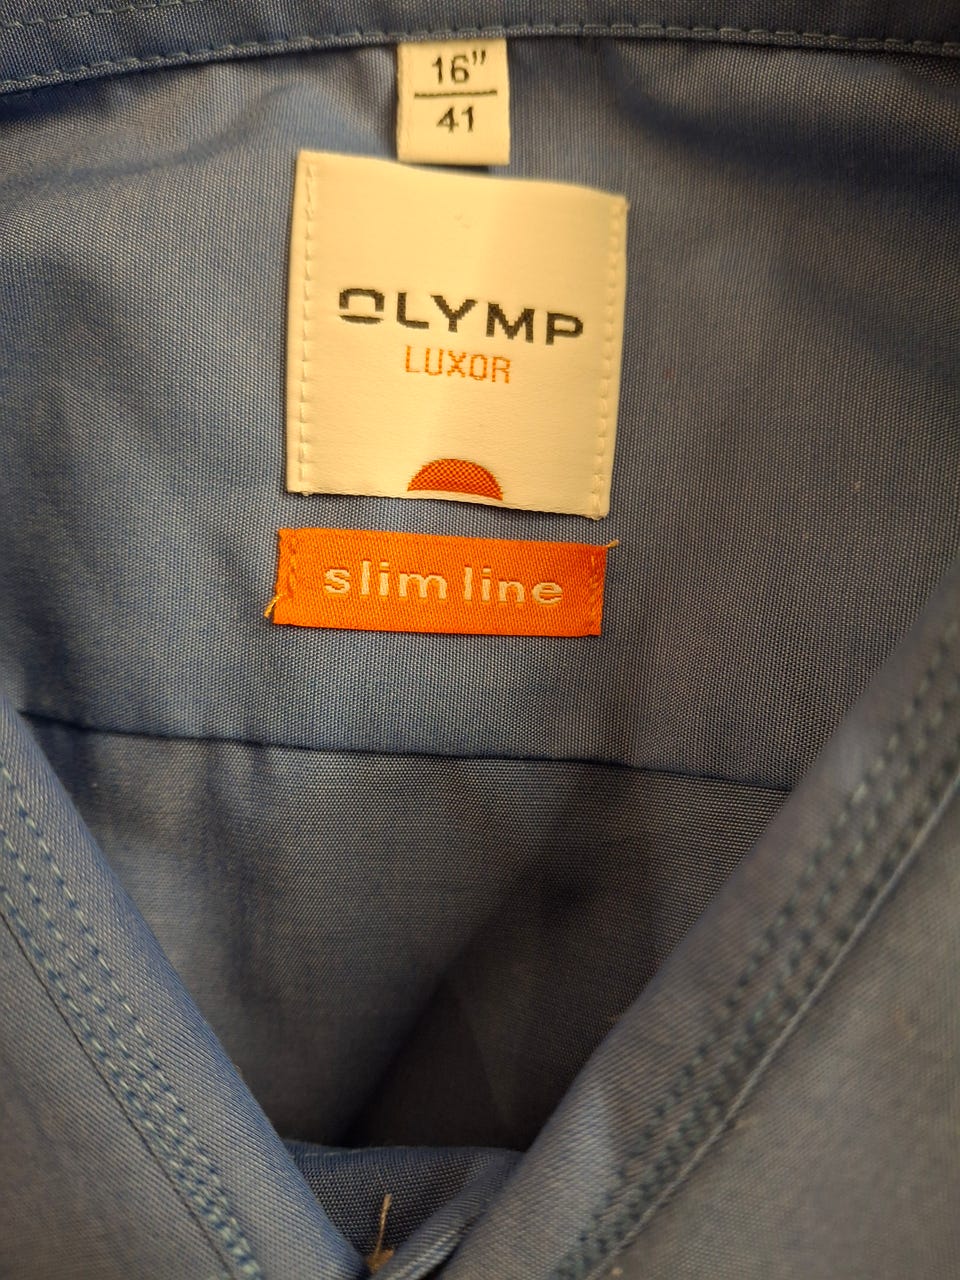 16"
41
OLYMP
LUXOR
slim line